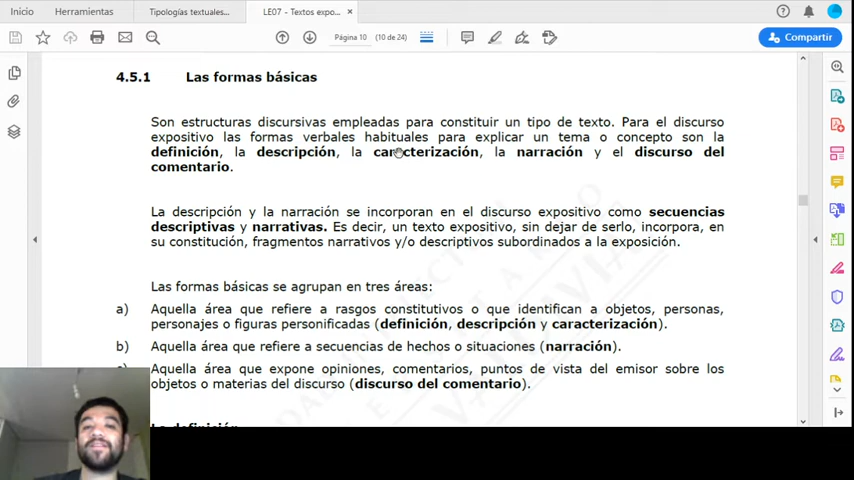 Inicio Herramientas Tipologías textuales... LE07 - Textos expo... ×
Página 10 (10 de 24) Compartir
4.5.1 Las formas básicas
Son estructuras discursivas empleadas para constituir un tipo de texto. Para el discurso
expositivo las formas verbales habituales para explicar un tema o concepto son la
definición, la descripción, la caracterización, la narración y el discurso del
comentario.
La descripción y la narración se incorporan en el discurso expositivo como secuencias
descriptivas y narrativas. Es decir, un texto expositivo, sin dejar de serlo, incorpora, en
su constitución, fragmentos narrativos y/o descriptivos subordinados a la exposición.
Las formas básicas se agrupan en tres áreas:
a) Aquella área que refiere a rasgos constitutivos o que identifican a objetos, personas,
personajes o figuras personificadas (definición, descripción y caracterización).
b) Aquella área que refiere a secuencias de hechos o situaciones (narración).
Aquella área que expone opiniones, comentarios, puntos de vista del emisor sobre los
objetos o materias del discurso (discurso del comentario).
La definición